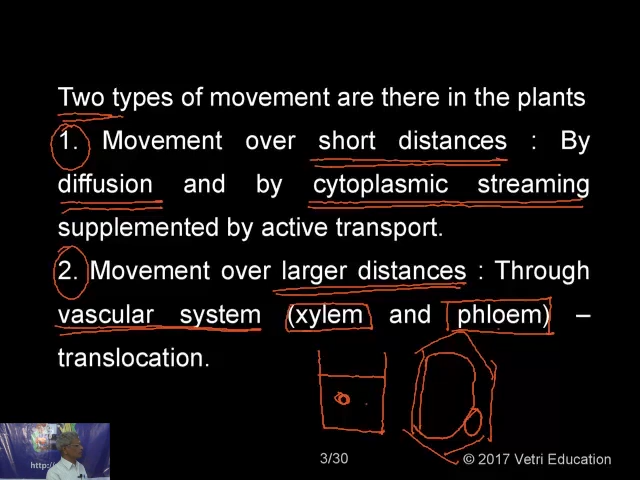 Two types of movement are there in the plants
1. Movement over short distances : By
diffusion and by cytoplasmic streaming
supplemented by active transport.
2. Movement over larger distances : Through
vascular system (xylem and phloem) –
translocation.
3/30
© 2017 Vetri Education
http://